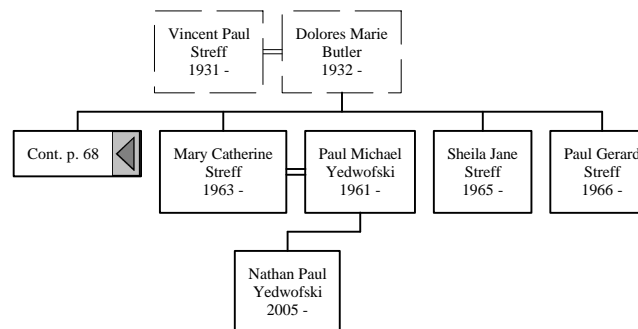 Vincent Paul
Streff
1931 -
Dolores Marie
Butler
1932 -
Cont. p. 68
Mary Catherine
Streff
1963 -
Paul Michael
Yedwofski
1961 -
Sheila Jane
Streff
1965 -
Paul Gerard
Streff
1966 -
Nathan Paul
Yedwofski
2005 -